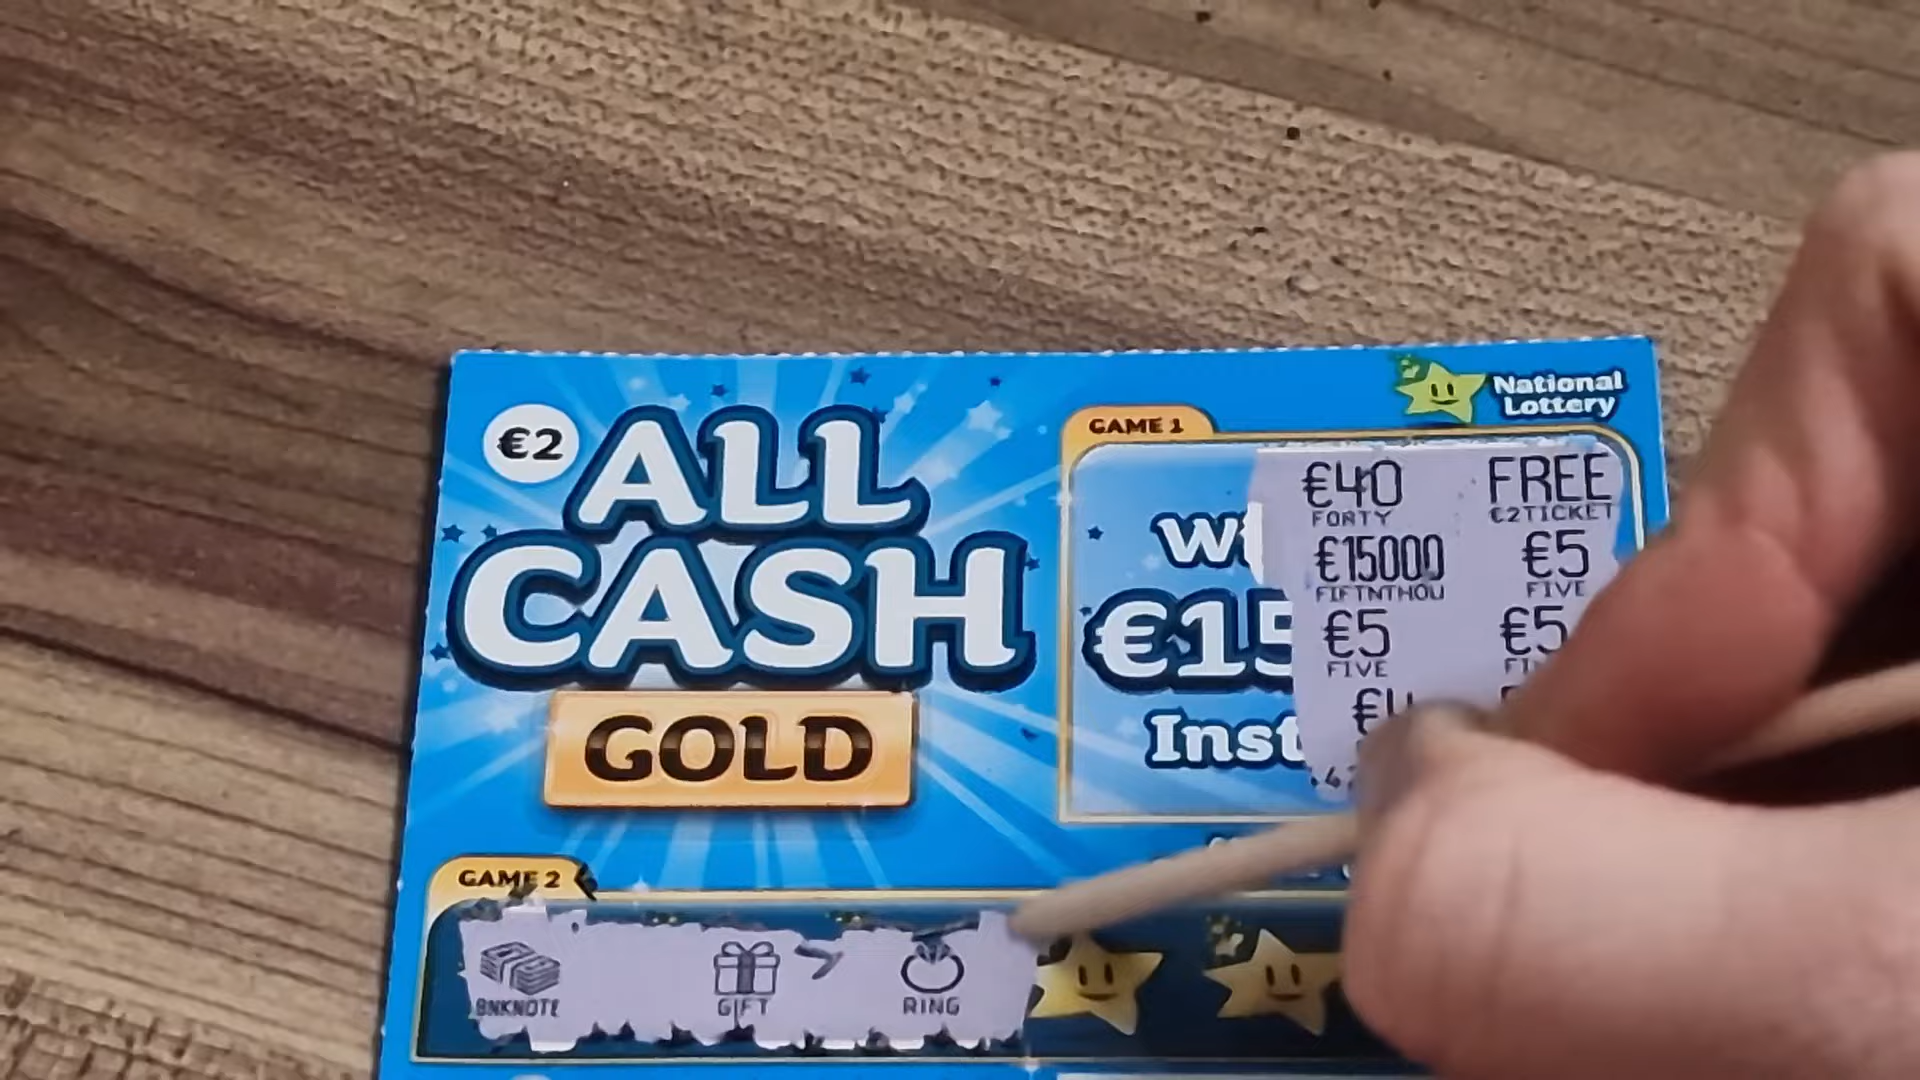 €2
ALL
CASH
GOLD
National
Lottery
GAME 1
€40 FREE
FORTY €2TICKET
€15000 €5
FIFTNTHOU FIVE
€5 €5
FIVE
GAME 2
BNKNOTE GIFT RING